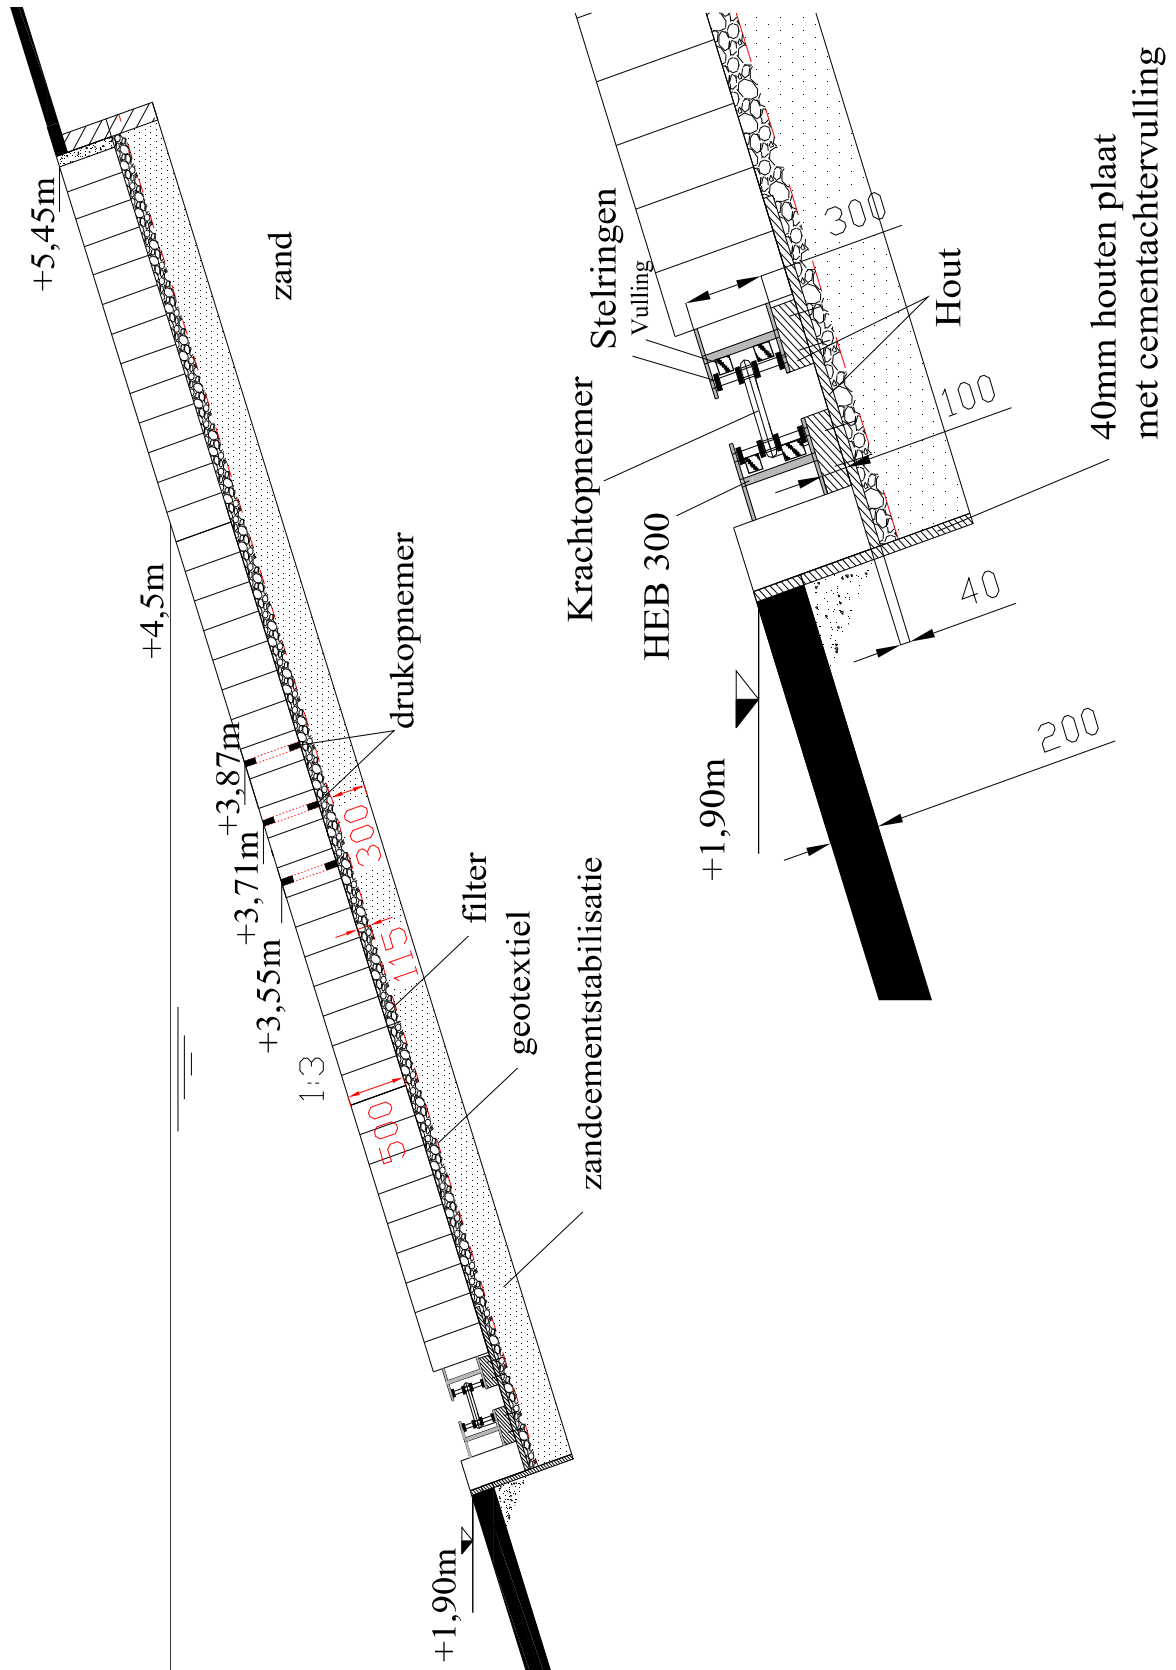 +5,45m
zand
+4,5m
drukopnemer
+3,87m
+3,71m
+3,55m
300
115
filter
geotextiel
1:3
500
zandcementstabilisatie
+1,90m
Stelringen
Vulling
300
Hout
Krachtopnemer
HEB 300
100
40mm houten plaat
met cementachtervulling
40
+1,90m
200